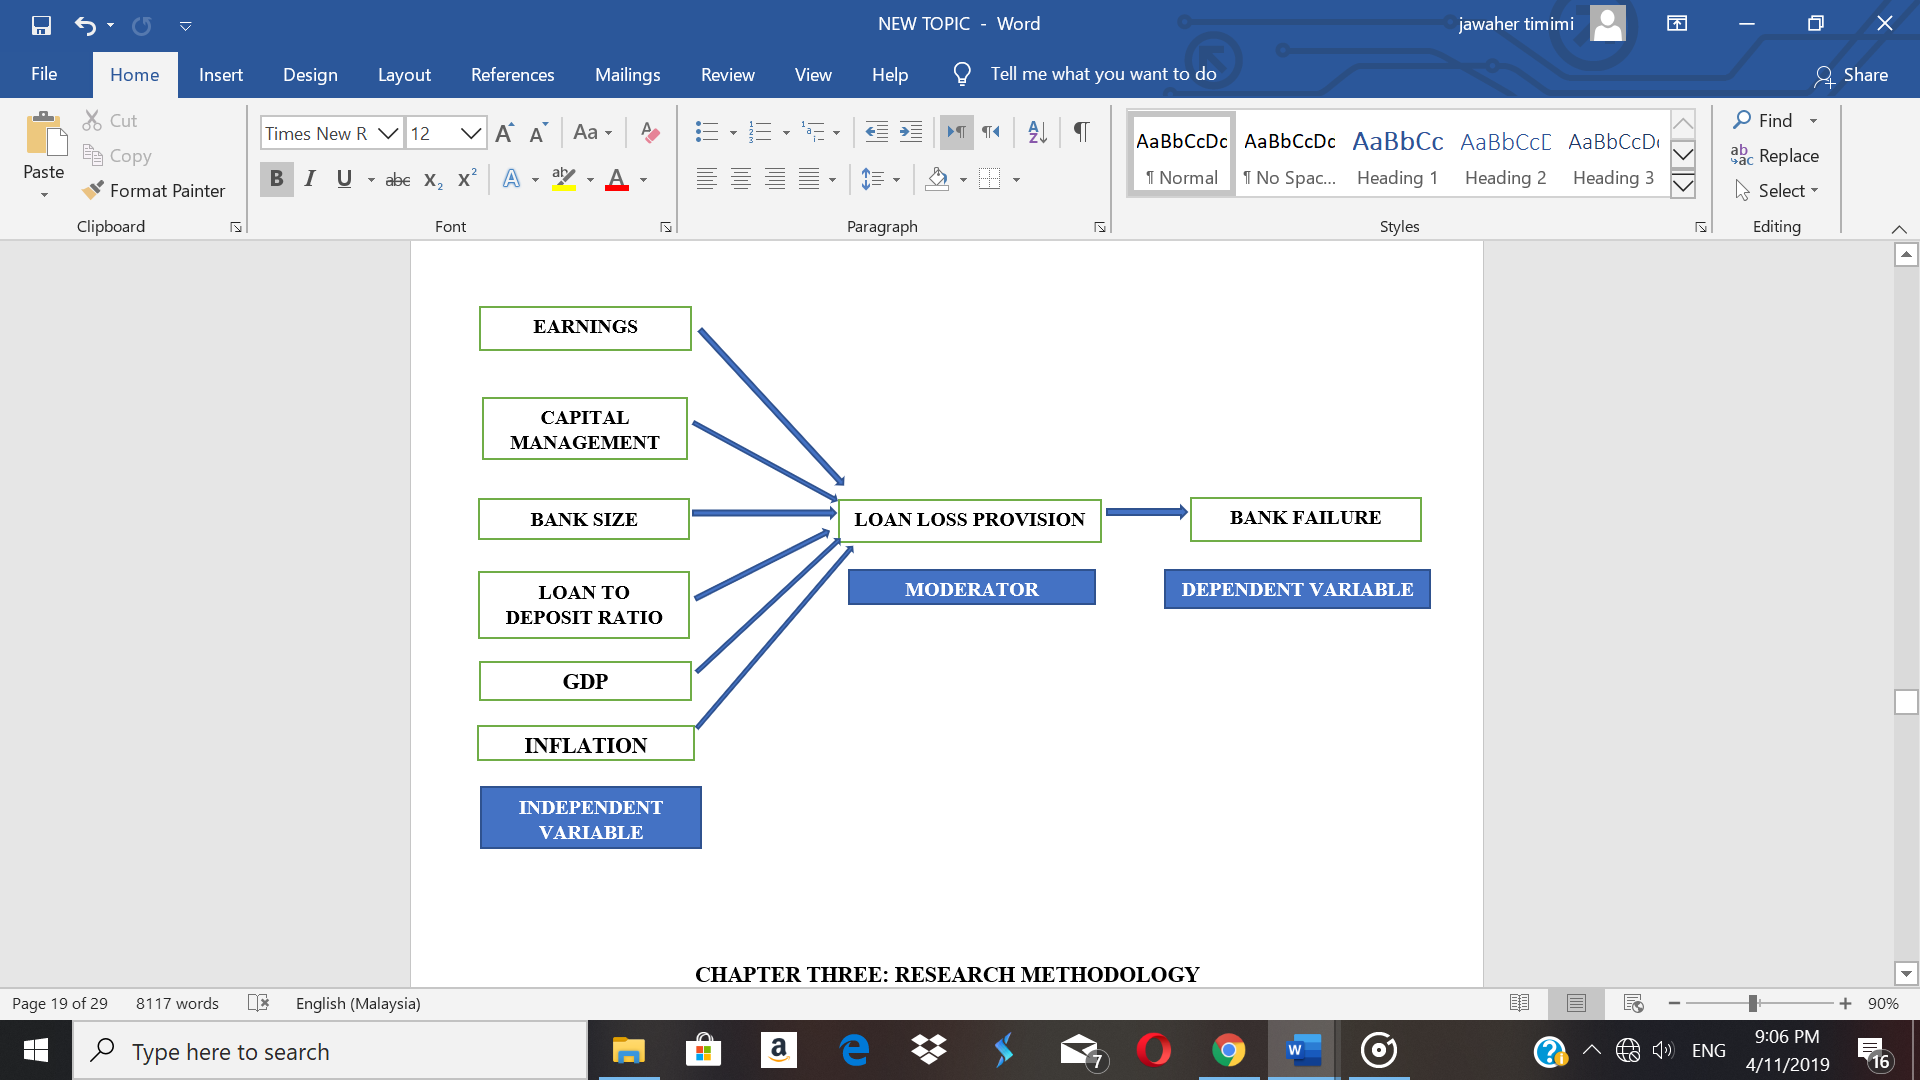 NEW TOPIC - Word
jawaher timimi
File
Home
Insert
Design
Layout
References
Mailings
Review
View
Help
Tell me what you want to do
Share
Paste
Cut
Copy
Format Painter
Clipboard
Times New R
12
Aa
B I U abc X2 X2
Font
Paragraph
AaBbCcDc
¶ Normal
AaBbCcDc
¶ No Spac...
AaBbCc
Heading 1
AaBbCcD
Heading 2
AaBbCcD
Heading 3
Styles
Find
Replace
Select
Editing
EARNINGS
CAPITAL
MANAGEMENT
BANK SIZE
LOAN LOSS PROVISION
BANK FAILURE
LOAN TO
DEPOSIT RATIO
MODERATOR
DEPENDENT VARIABLE
GDP
INFLATION
INDEPENDENT
VARIABLE
CHAPTER THREE: RESEARCH METHODOLOGY
Page 19 of 29
8117 words
English (Malaysia)
90%
Type here to search
7
ENG
9:06 PM
4/11/2019
16